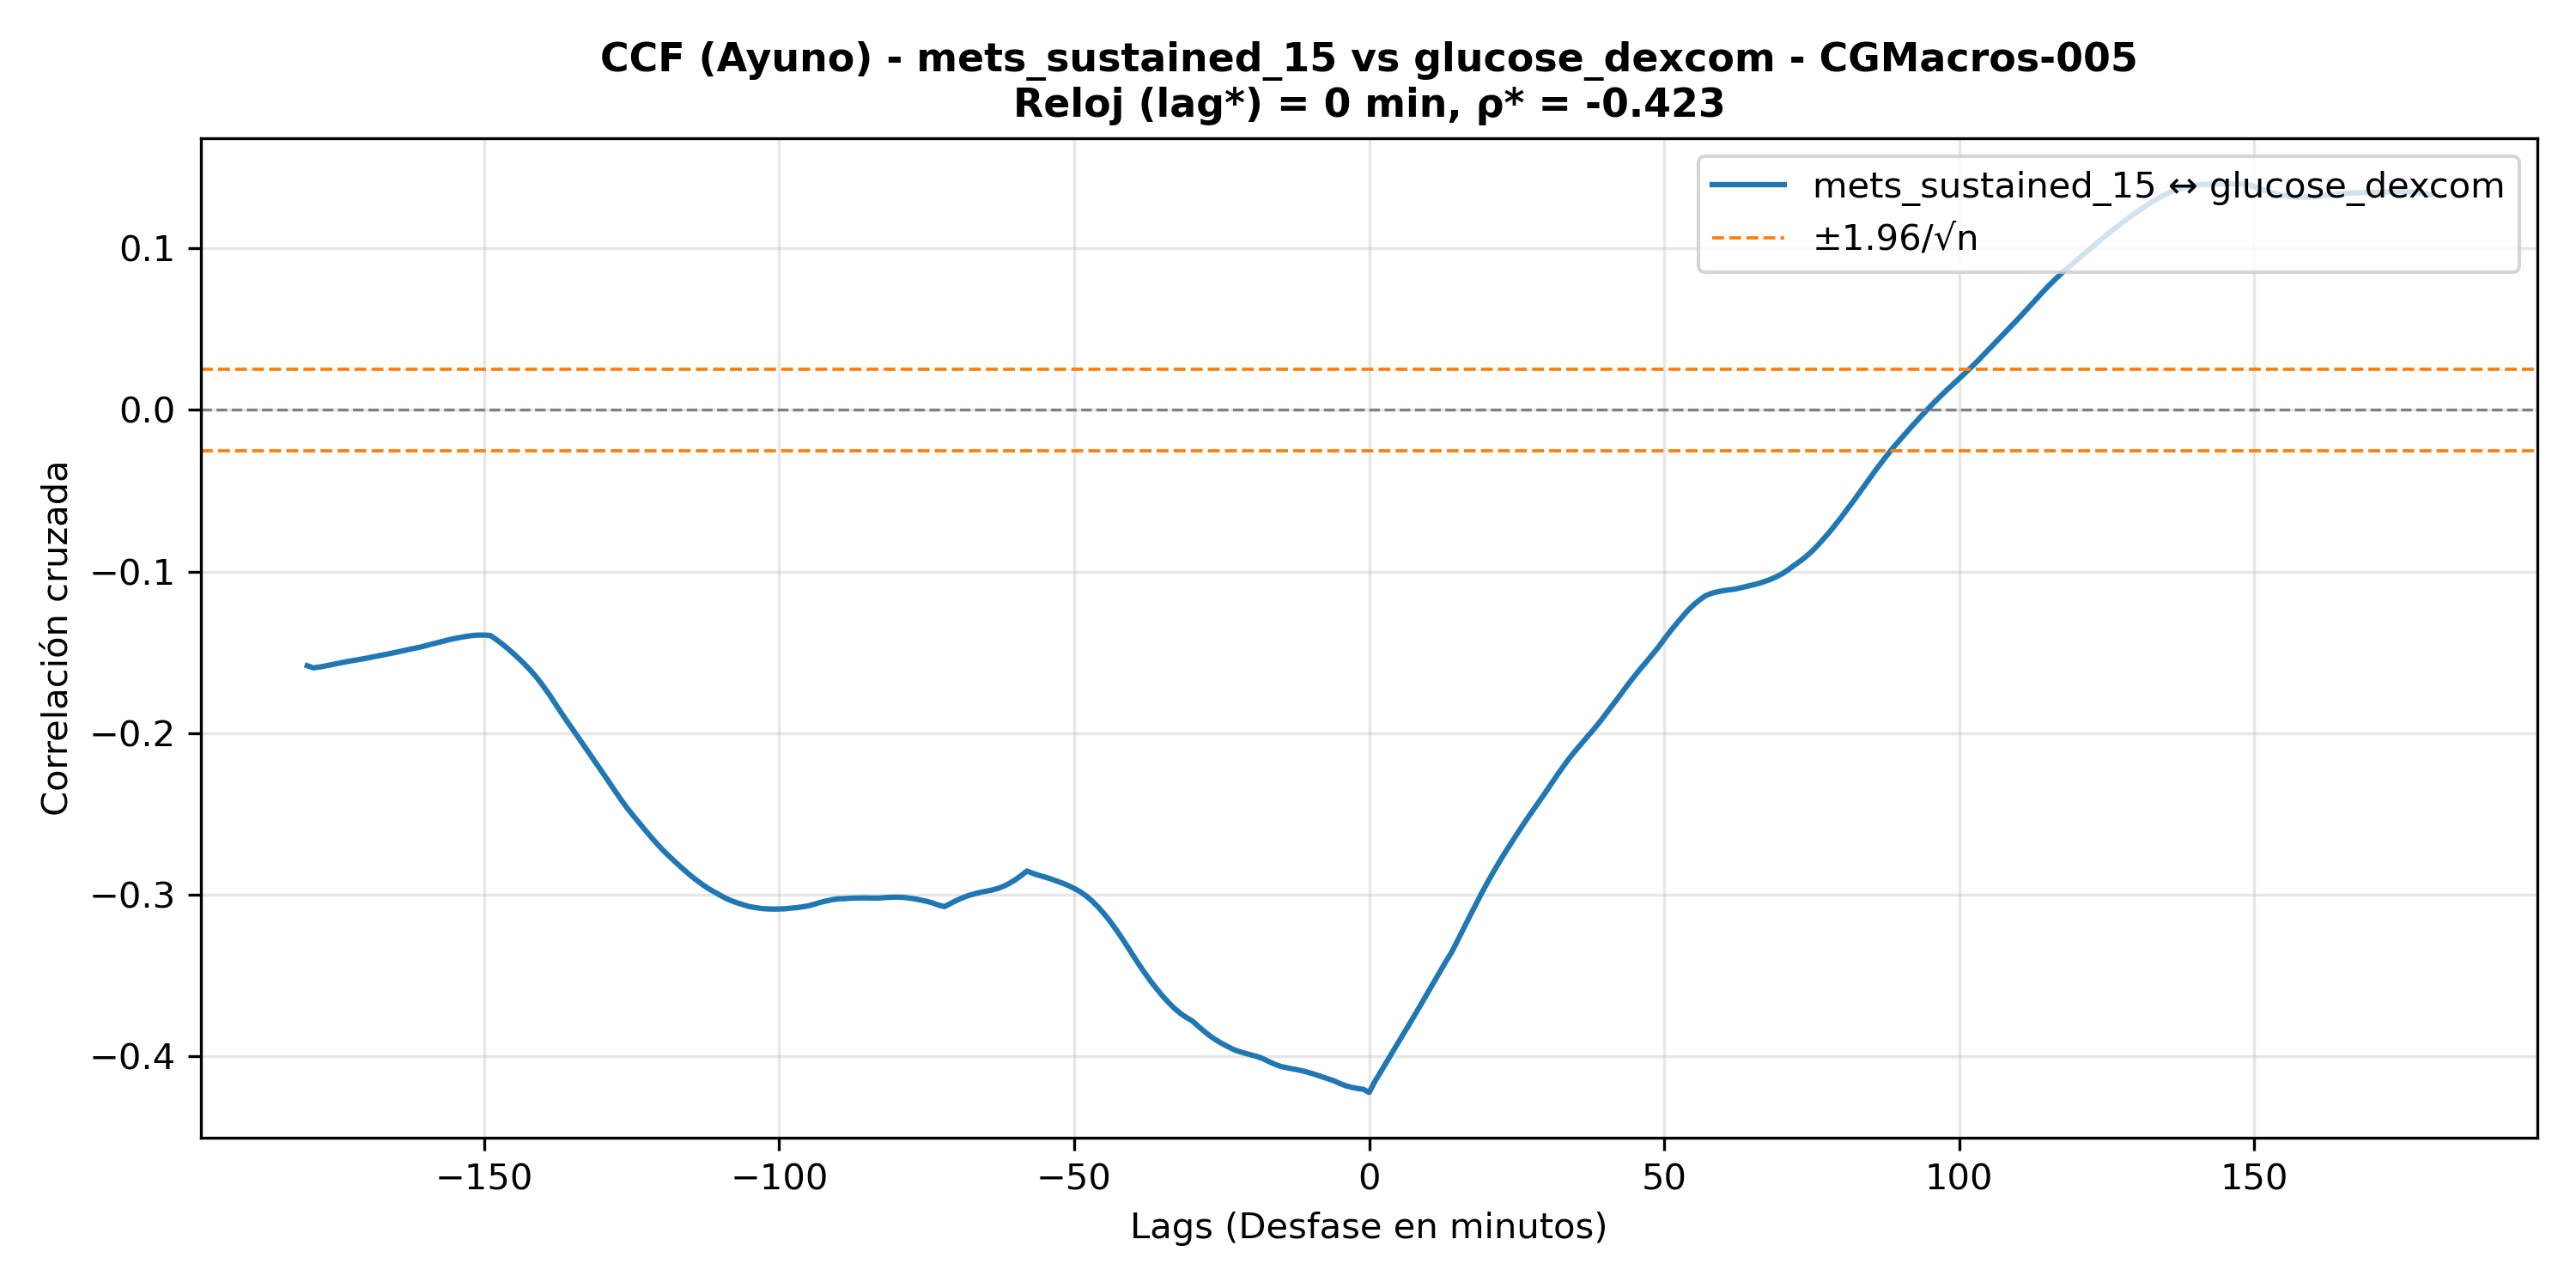 CCF (Ayuno) - mets_sustained_15 vs glucose_dexcom - CGMacros-005
Reloj (lag*) = 0 min, ρ* = -0.423
mets_sustained_15 ↔ glucose_dexcom
±1.96/√n
Correlación cruzada
0.1
0.0
−0.1
−0.2
−0.3
−0.4
−150
−100
−50
0
50
100
150
Lags (Desfase en minutos)